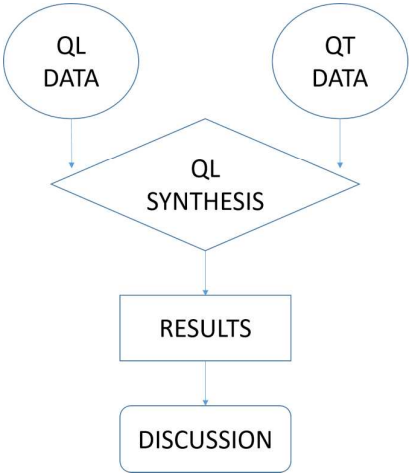 QL
DATA
QT
DATA
QL
SYNTHESIS
RESULTS
DISCUSSION